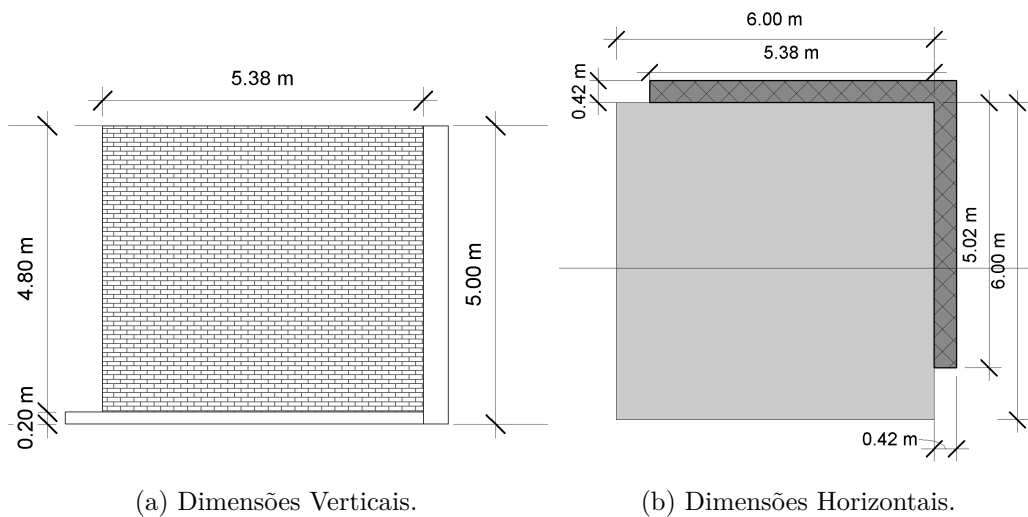 5.38 m
4.80 m
5.00 m
0.20 m
(a) Dimensões Verticais.
6.00 m
5.38 m
0.42 m
5.02 m
6.00 m
0.42 m
(b) Dimensões Horizontais.